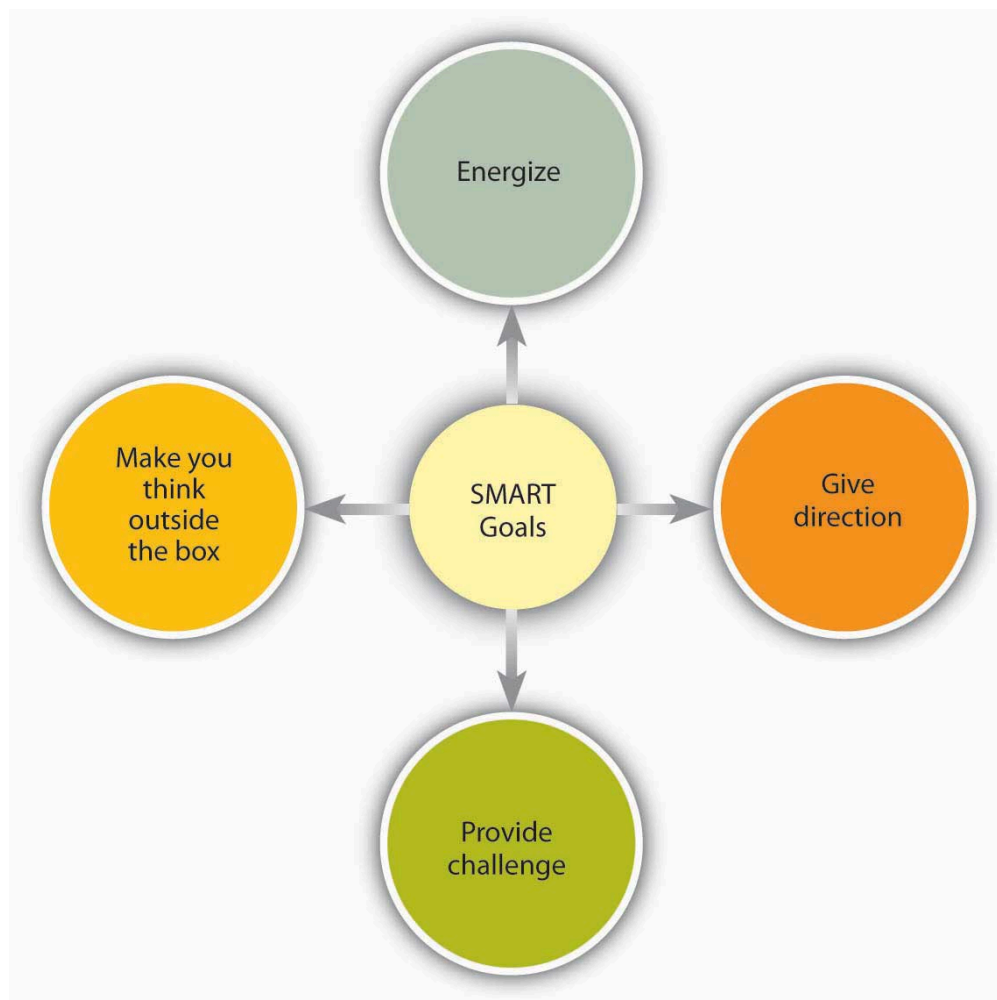 Energize
Make you
think
outside
the box
SMART
Goals
Give
direction
Provide
challenge